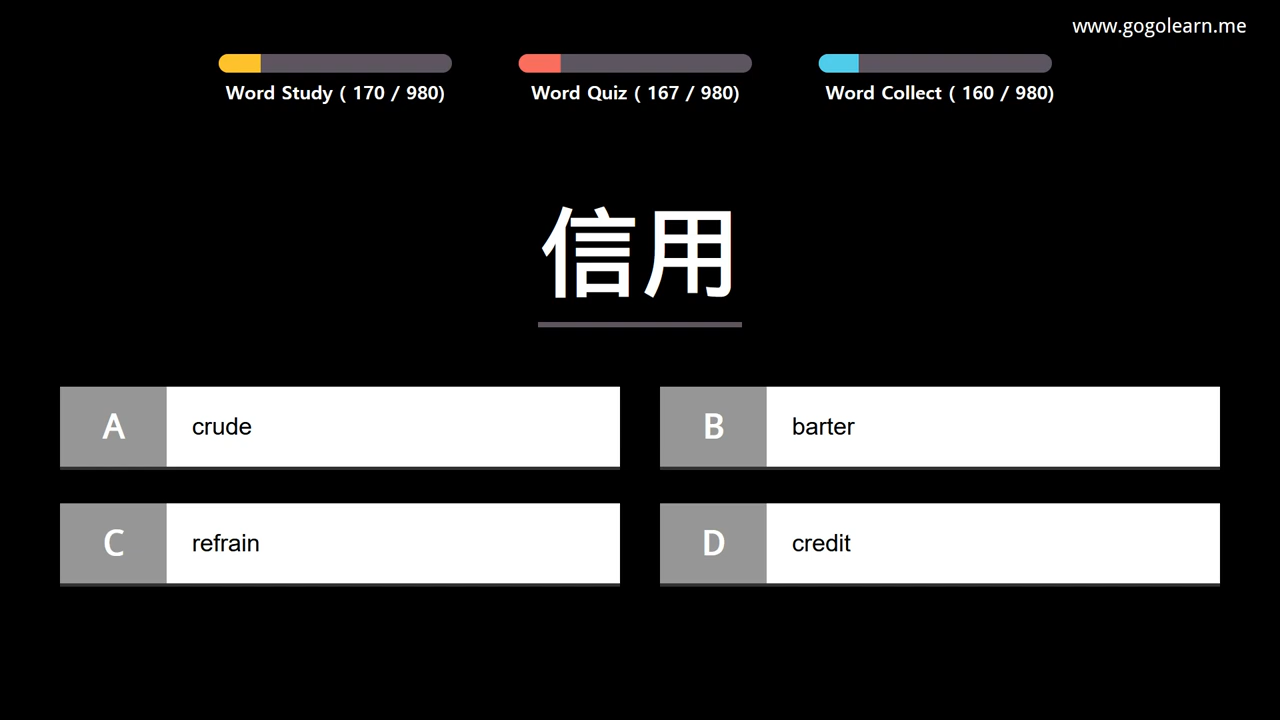 www.gogolearn.me
Word Study ( 170 / 980)
Word Quiz ( 167 / 980)
Word Collect ( 160 / 980)
信用
A crude
B barter
C refrain
D credit